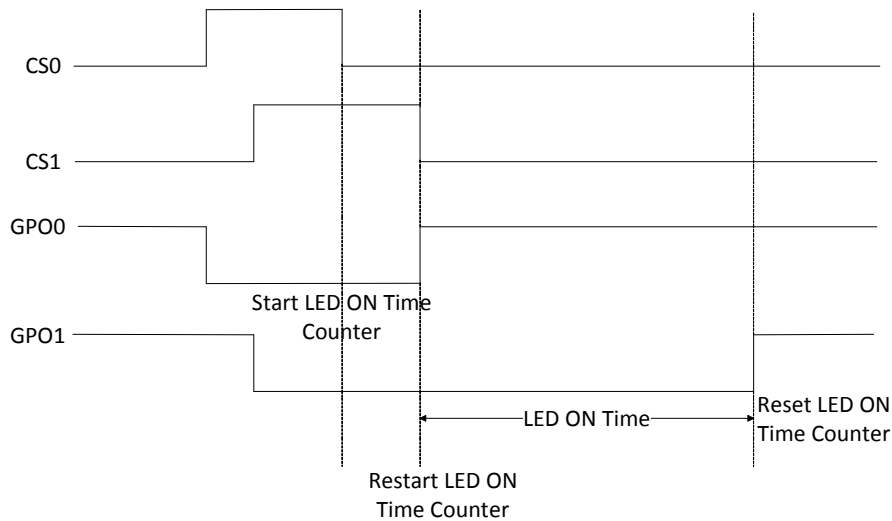 CS0
CS1
GPO0
Start LED ON Time
Counter
GPO1
LED ON Time
Reset LED ON
Time Counter
Restart LED ON
Time Counter